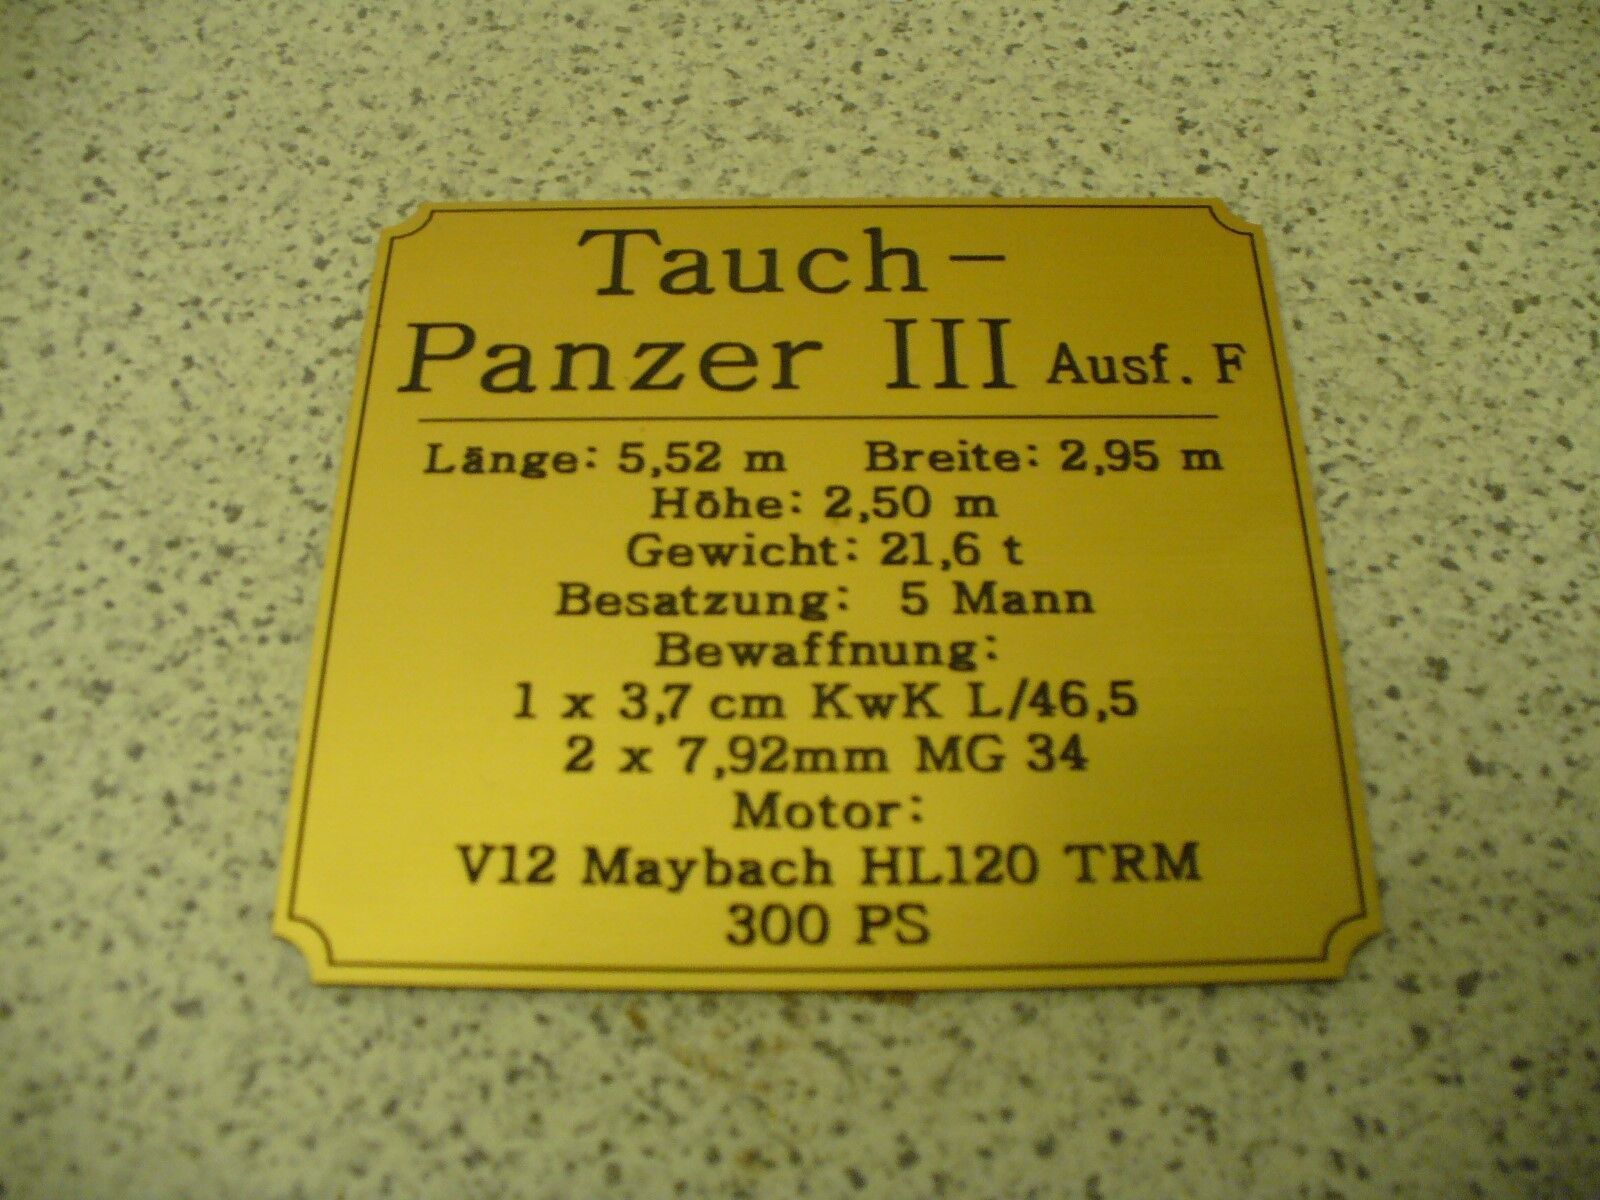 Tauch-
Panzer III Ausf. F
Länge: 5,52 m Breite: 2,95 m
Höhe: 2,50 m
Gewicht: 21,6 t
Besatzung: 5 Mann
Bewaffnung:
1 x 3,7 cm KwK L/46,5
2 x 7,92mm MG 34
Motor:
V12 Maybach HL120 TRM
300 PS